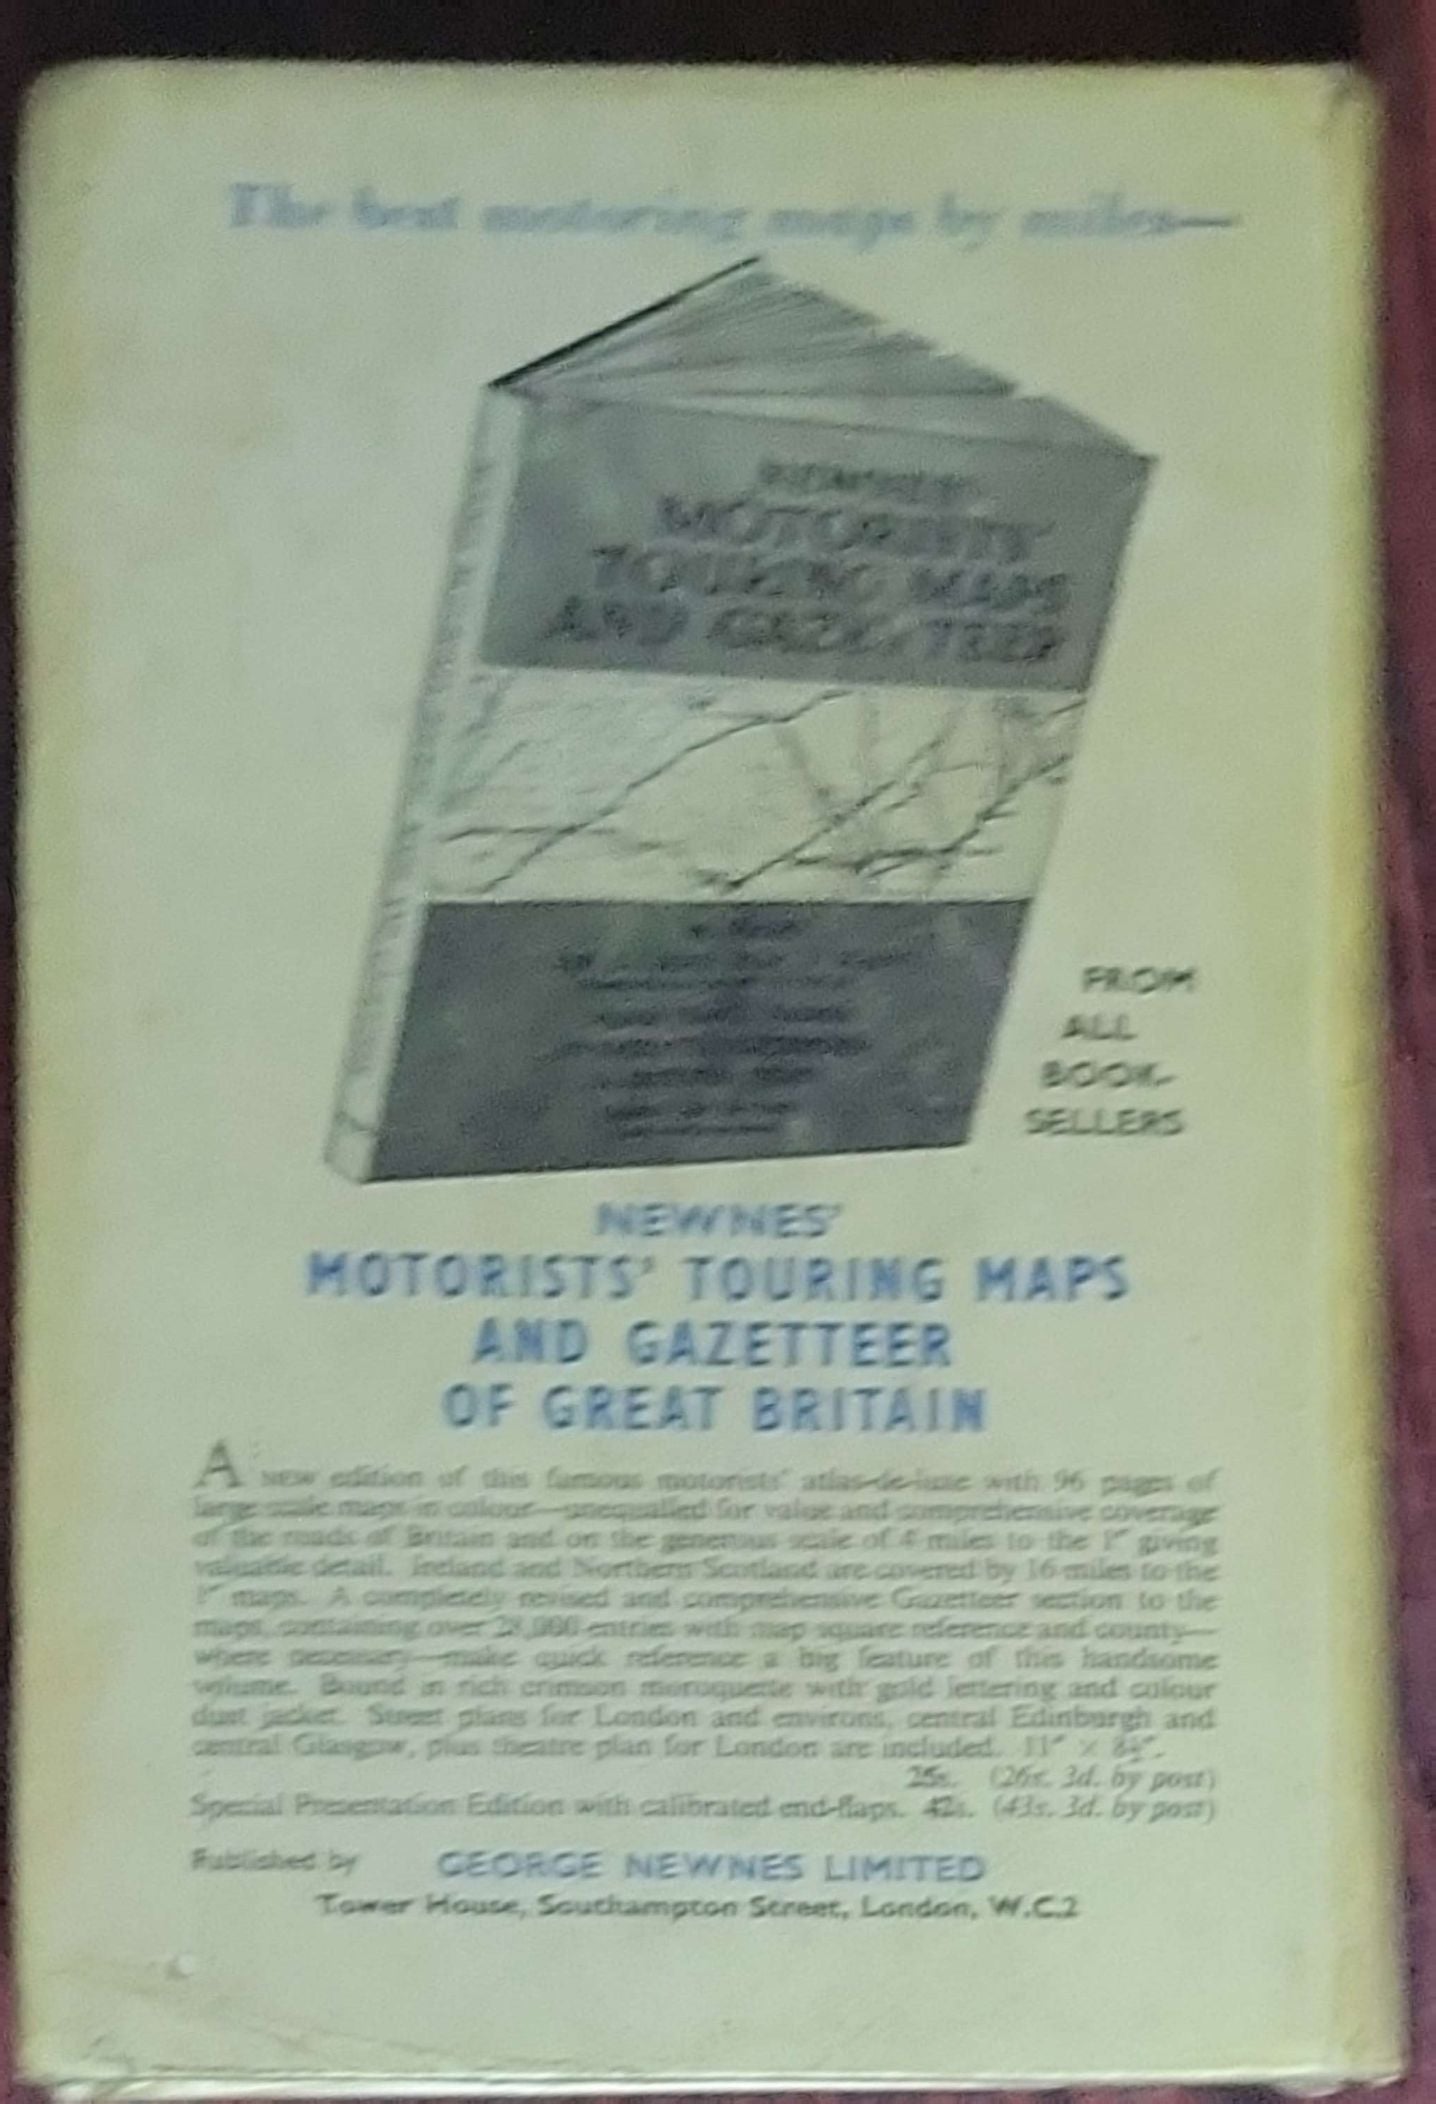 The best motoring maps by miles—
NEWNES'
MOTORISTS'
TOURING MAPS
AND GAZETTEER
FROM
ALL
BOOK-
SELLERS
NEWNES'
MOTORISTS' TOURING MAPS
AND GAZETTEER
OF GREAT BRITAIN
A new edition of this famous motorists' atlas-de-luxe with 96 pages of
large scale maps in colour—unequalled for value and comprehensive coverage
of the roads of Britain and on the generous scale of 4 miles to the 1" giving
valuable detail. Ireland and Northern Scotland are covered by 16 miles to the
1" maps. A completely revised and comprehensive Gazetteer section to the
maps, containing over 28,000 entries with map square reference and county—
where necessary—make quick reference a big feature of this handsome
volume. Bound in rich crimson moroquette with gold lettering and colour
dust jacket. Street plans for London and environs, central Edinburgh and
central Glasgow, plus theatre plan for London are included. 11" ×
25s. (26s. 3d. by post)
Special Presentation Edition with calibrated end-flaps. 42s. (43s. 3d. by post)
Published by GEORGE NEWNES LIMITED
Tower House, Southampton Street, London, W.C.2